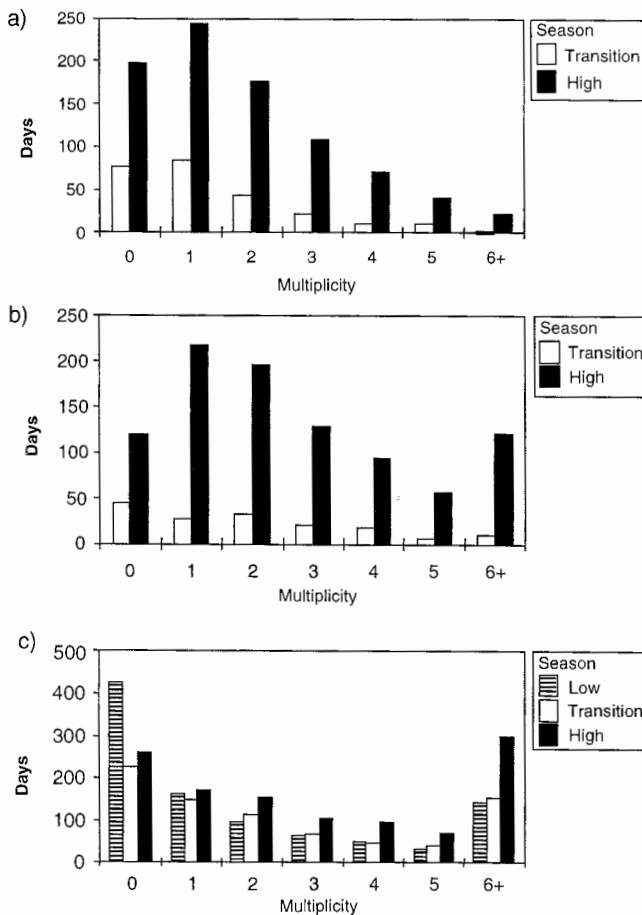 a)
250
200
150
100
50
0
Days
0 1 2 3 4 5 6+
Multiplicity
Season
Transition
High
b)
250
200
150
100
50
0
Days
0 1 2 3 4 5 6+
Multiplicity
Season
Transition
High
c)
500
400
300
200
100
0
Days
0 1 2 3 4 5 6+
Multiplicity
Season
Low
Transition
High